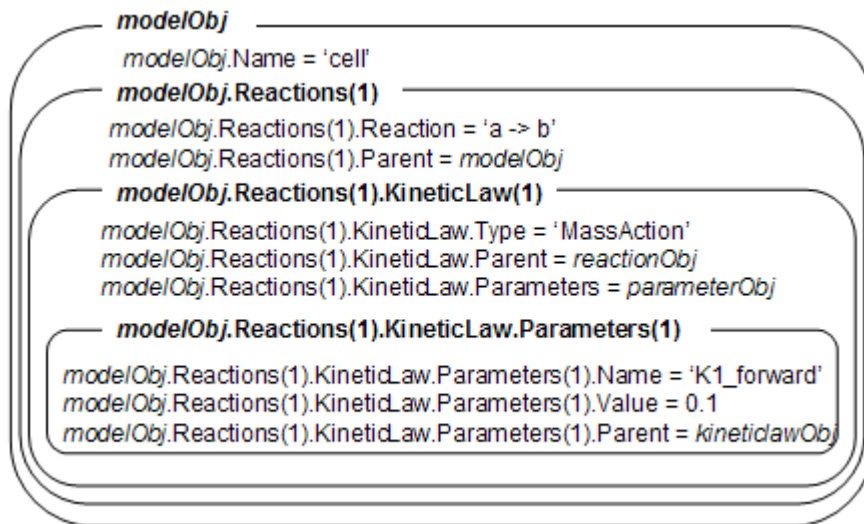 modelObj
modelObj.Name = ‘cell’
modelObj.Reactions(1)
modelObj.Reactions(1).Reaction = ‘a -> b’
modelObj.Reactions(1).Parent = modelObj
modelObj.Reactions(1).KineticLaw(1)
modelObj.Reactions(1).KineticLaw.Type = ‘MassAction’
modelObj.Reactions(1).KineticLaw.Parent = reactionObj
modelObj.Reactions(1).KineticLaw.Parameters = parameterObj
modelObj.Reactions(1).KineticLaw.Parameters(1)
modelObj.Reactions(1).KineticLaw.Parameters(1).Name = ‘K1_forward’
modelObj.Reactions(1).KineticLaw.Parameters(1).Value = 0.1
modelObj.Reactions(1).KineticLaw.Parameters(1).Parent = kineticlawObj